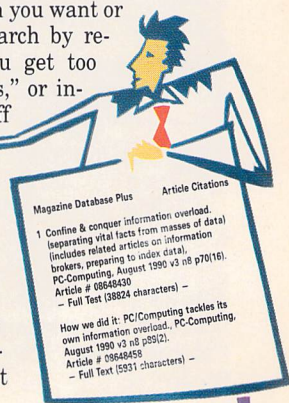 n you want or
arch by re-
u get too
s," or in-
ff
t
Magazine Database Plus Article Citations
1 Confine & conquer information overload.
(separating vital facts from masses of data)
(includes related articles on information
brokers, preparing to index data),
PC-Computing, August 1990 v3 n8 p70(16).
Article # 08648430
– Full Text (38824 characters) –
How we did it: PC/Computing tackles its
own information overload., PC-Computing,
August 1990 v3 n8 p89(2).
Article # 08648458
– Full Text (5931 characters) –